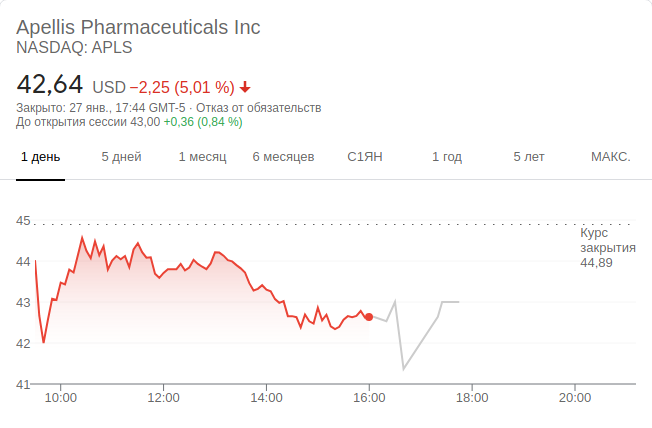 Apellis Pharmaceuticals Inc
NASDAQ: APLS
42,64 USD −2,25 (5,01 %)
Закрыто: 27 янв., 17:44 GMT-5 · Отказ от обязательств
До открытия сессии 43,00 +0,36 (0,84 %)
1 день 5 дней 1 месяц 6 месяцев С1ЯН 1 год 5 лет МАКС.
45
Курс
закрытия
44,89
44
43
42
41
10:00 12:00 14:00 16:00 18:00 20:00